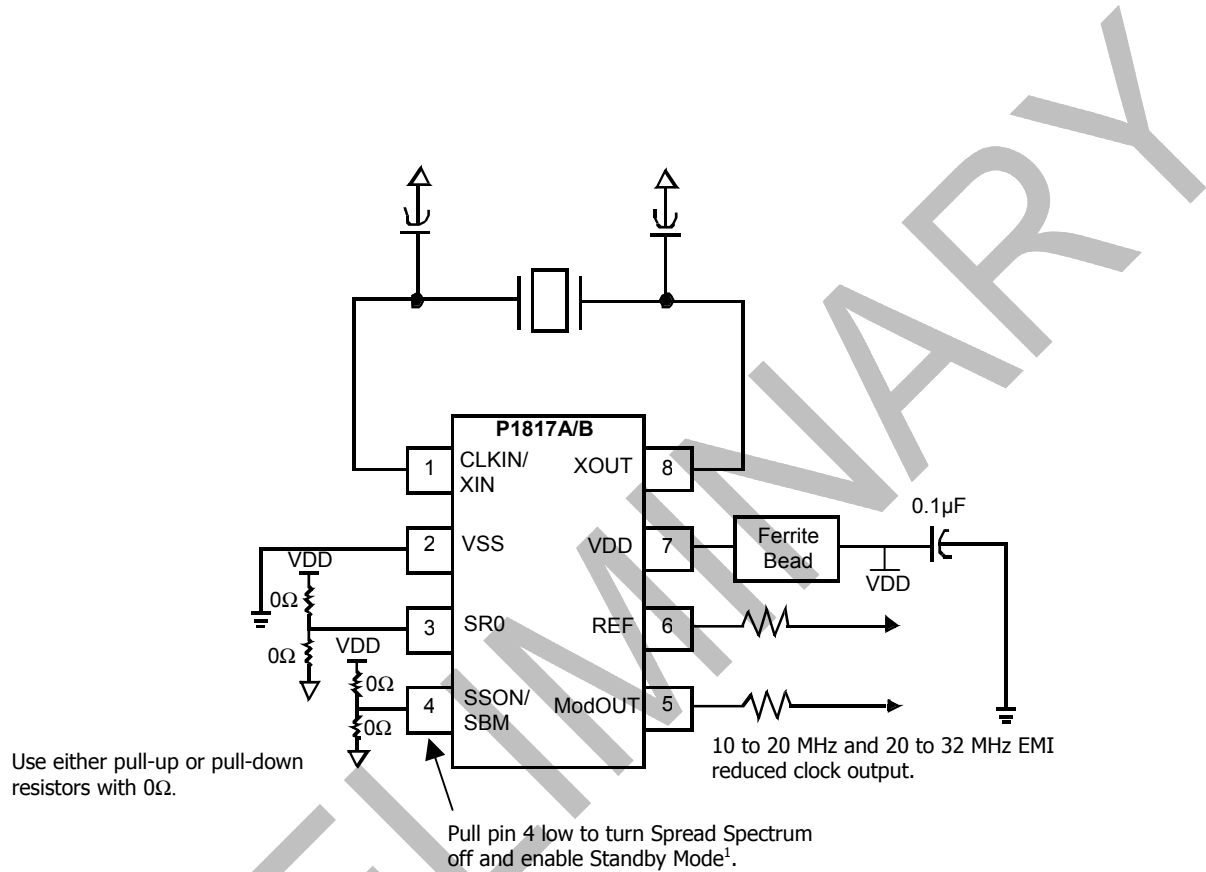 P1817A/B
1
CLKIN/
XIN
XOUT
8
2
VSS
VDD
7
Ferrite
Bead
0.1µF
VDD
VDD
0Ω
0Ω
3
SR0
REF
6
VDD
0Ω
0Ω
4
SSON/
SBM
ModOUT
5
10 to 20 MHz and 20 to 32 MHz EMI
reduced clock output.
Use either pull-up or pull-down
resistors with 0Ω.
Pull pin 4 low to turn Spread Spectrum
off and enable Standby Mode¹.
ELIMINARY